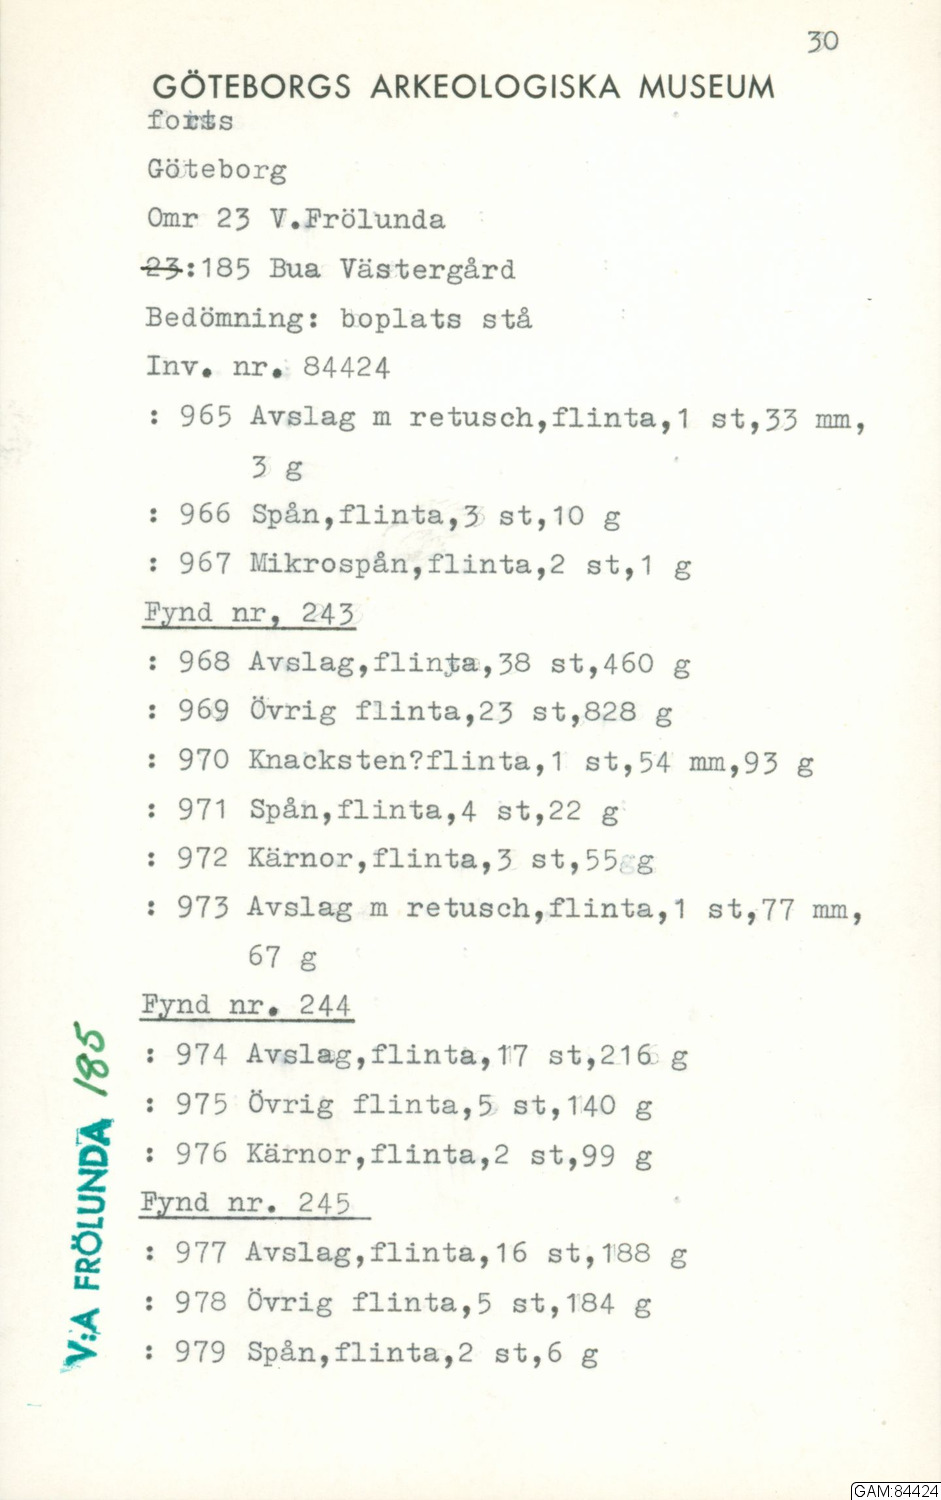 30
GÖTEBORGS ARKEOLOGISKA MUSEUM
forts
Göteborg
Omr 23 V.Frölunda
23:185 Bua Västergård
Bedömning: boplats stå
Inv. nr. 84424
: 965 Avslag m retusch,flinta,1 st,33 mm,
3 g
: 966 Spån,flinta,3 st,10 g
: 967 Mikrospån,flinta,2 st,1 g
Fynd nr, 243
: 968 Avslag,flinta,38 st,460 g
: 969 Övrig flinta,23 st,828 g
: 970 Knacksten?flinta,1 st,54 mm,93 g
: 971 Spån,flinta,4 st,22 g
: 972 Kärnor,flinta,3 st,55 g
: 973 Avslag m retusch,flinta,1 st,77 mm,
67 g
Fynd nr. 244
: 974 Avslag,flinta,17 st,216 g
: 975 Övrig flinta,5 st,140 g
: 976 Kärnor,flinta,2 st,99 g
Fynd nr. 245
: 977 Avslag,flinta,16 st,188 g
: 978 Övrig flinta,5 st,184 g
: 979 Spån,flinta,2 st,6 g
V:A FRÖLUNDA 185
GAM:84424